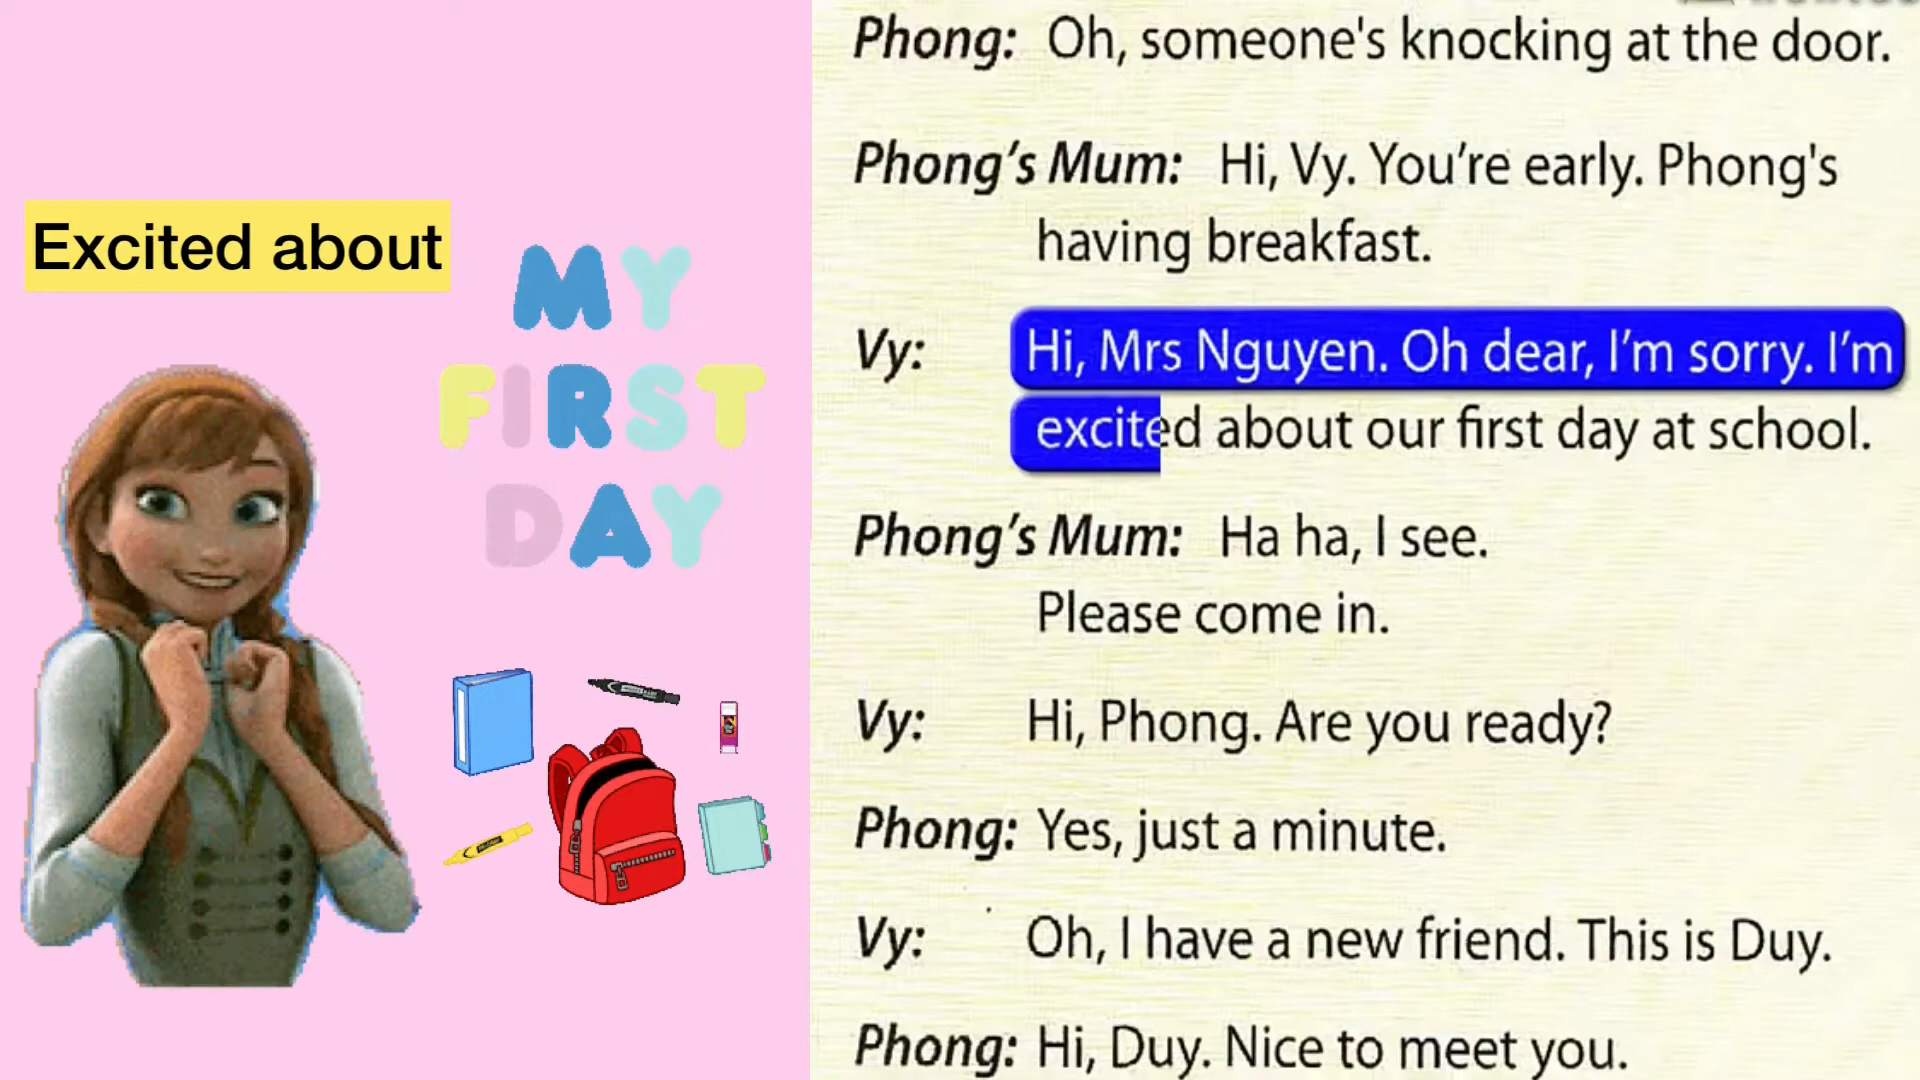 Excited about
MY
FIRST
DAY
Phong: Oh, someone's knocking at the door.
Phong's Mum: Hi, Vy. You're early. Phong's
having breakfast.
Vy: Hi, Mrs Nguyen. Oh dear, I'm sorry. I'm
excited about our first day at school.
Phong's Mum: Ha ha, I see.
Please come in.
Vy: Hi, Phong. Are you ready?
Phong: Yes, just a minute.
Vy: Oh, I have a new friend. This is Duy.
Phong: Hi, Duy. Nice to meet you.